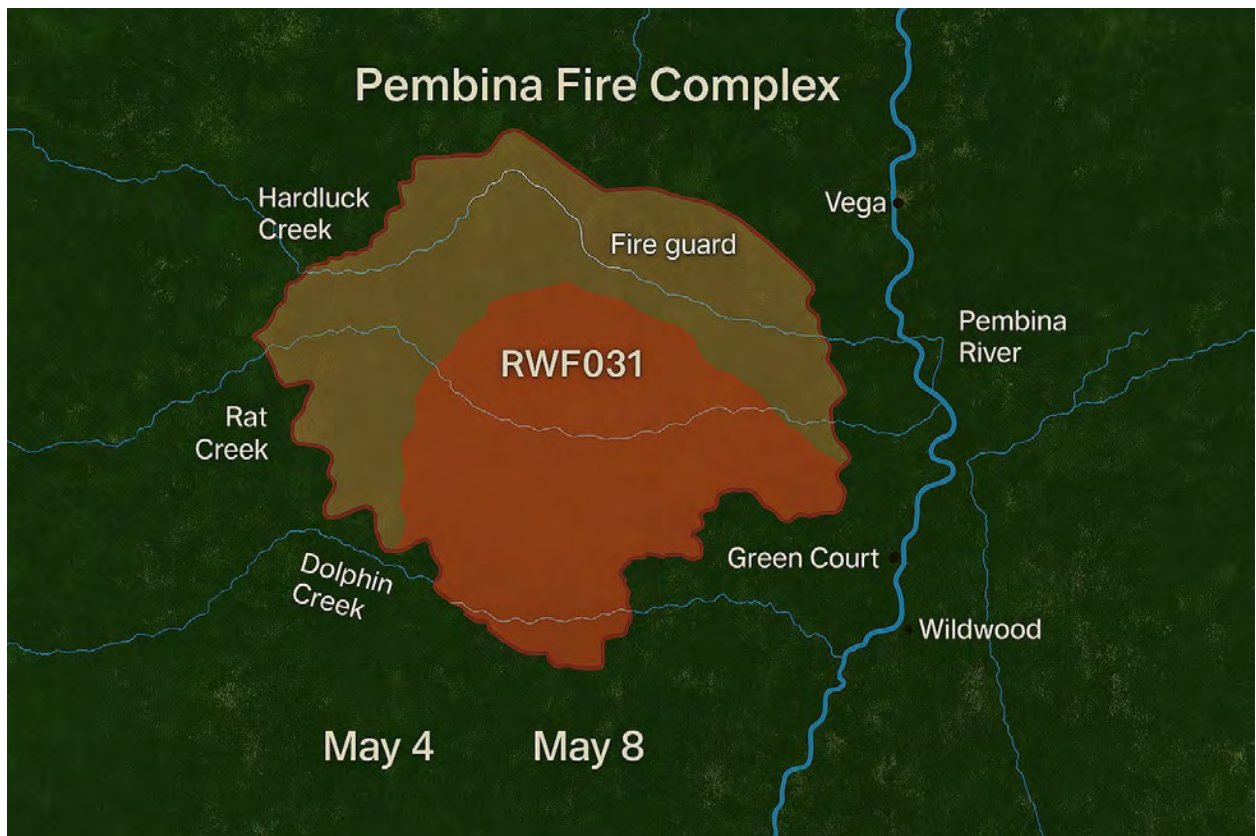 Pembina Fire Complex
Hardluck
Creek
Vega
Fire guard
Pembina
River
RWF031
Rat
Creek
Green Court
Dolphin
Creek
Wildwood
May 4
May 8